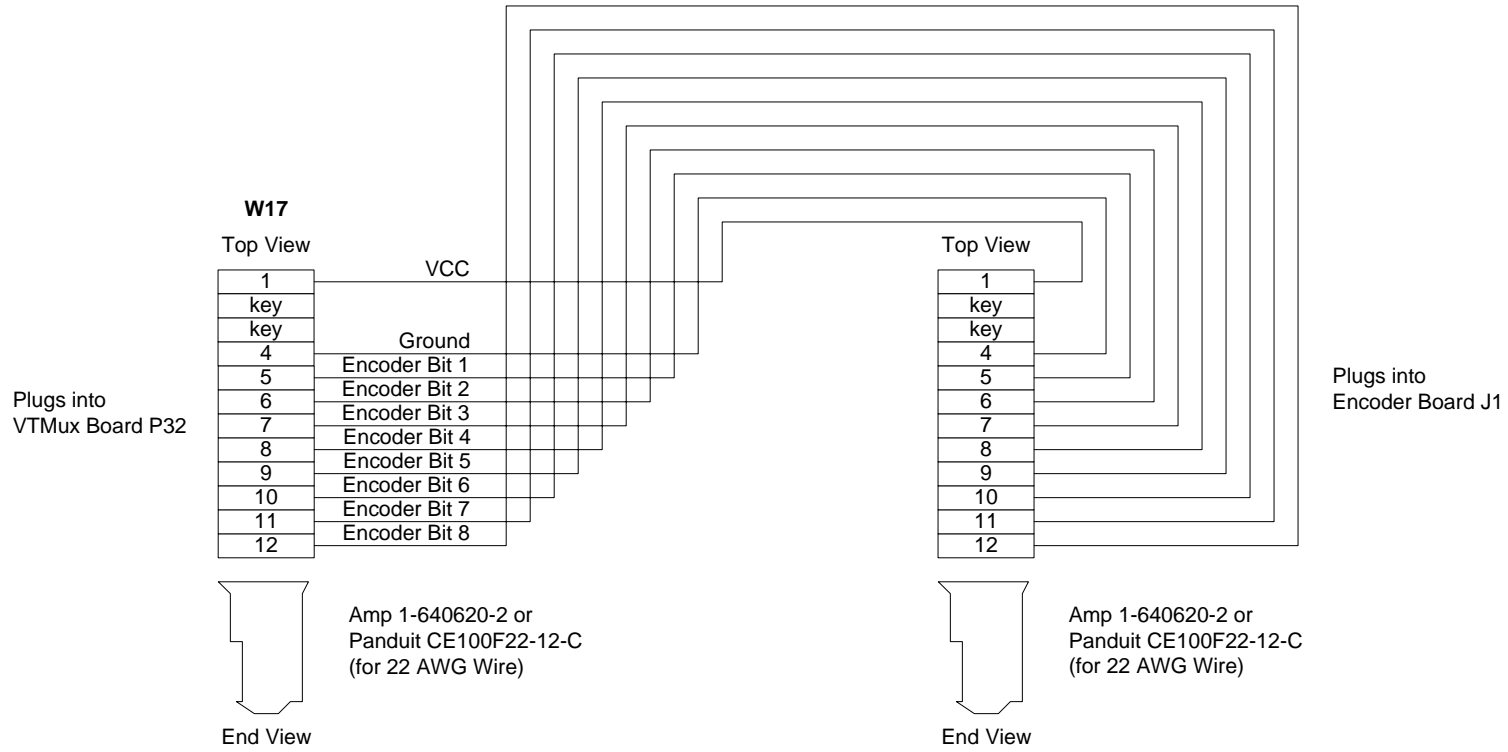 W17
Top View
1
key
key
4
5
6
7
8
9
10
11
12
VCC
Ground
Encoder Bit 1
Encoder Bit 2
Encoder Bit 3
Encoder Bit 4
Encoder Bit 5
Encoder Bit 6
Encoder Bit 7
Encoder Bit 8
Plugs into
VTMux Board P32
Amp 1-640620-2 or
Panduit CE100F22-12-C
(for 22 AWG Wire)
End View
Top View
1
key
key
4
5
6
7
8
9
10
11
12
Plugs into
Encoder Board J1
Amp 1-640620-2 or
Panduit CE100F22-12-C
(for 22 AWG Wire)
End View